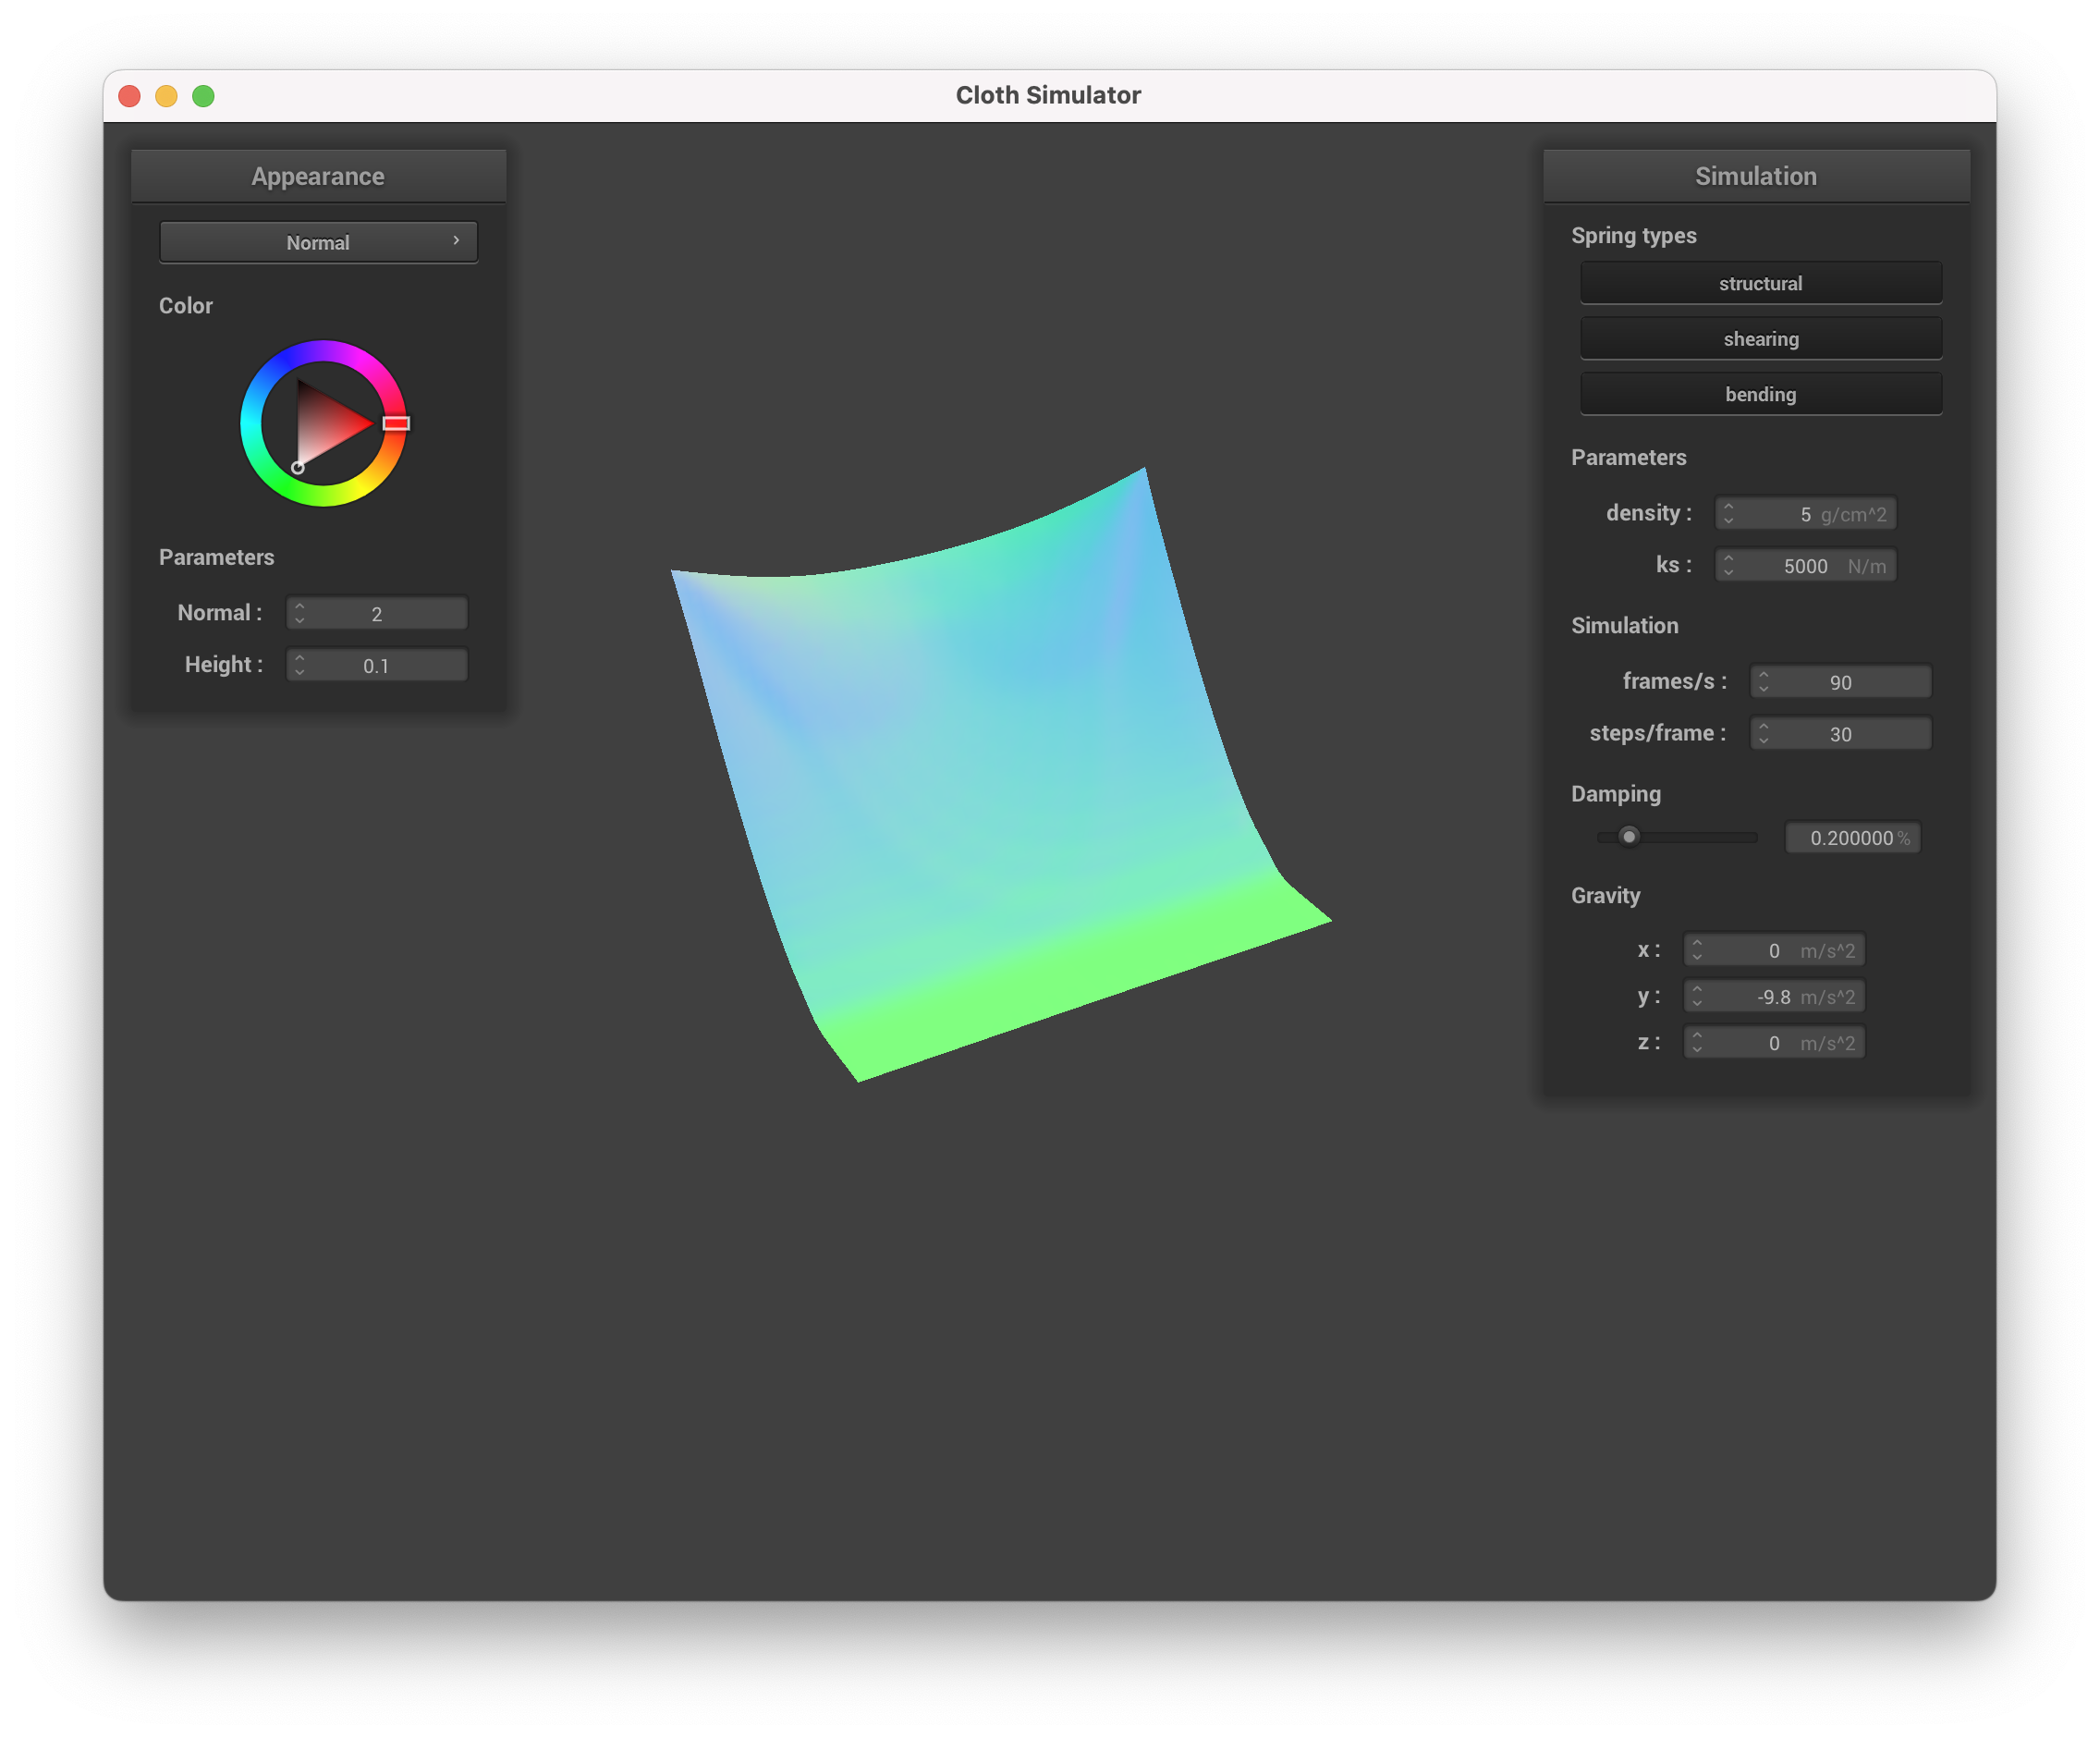 Cloth Simulator
Appearance
Normal ›
Color
Parameters
Normal : 2
Height : 0.1
Simulation
Spring types
structural
shearing
bending
Parameters
density : 5 g/cm^2
ks : 5000 N/m
Simulation
frames/s : 90
steps/frame : 30
Damping
0.200000 %
Gravity
x : 0 m/s^2
y : -9.8 m/s^2
z : 0 m/s^2